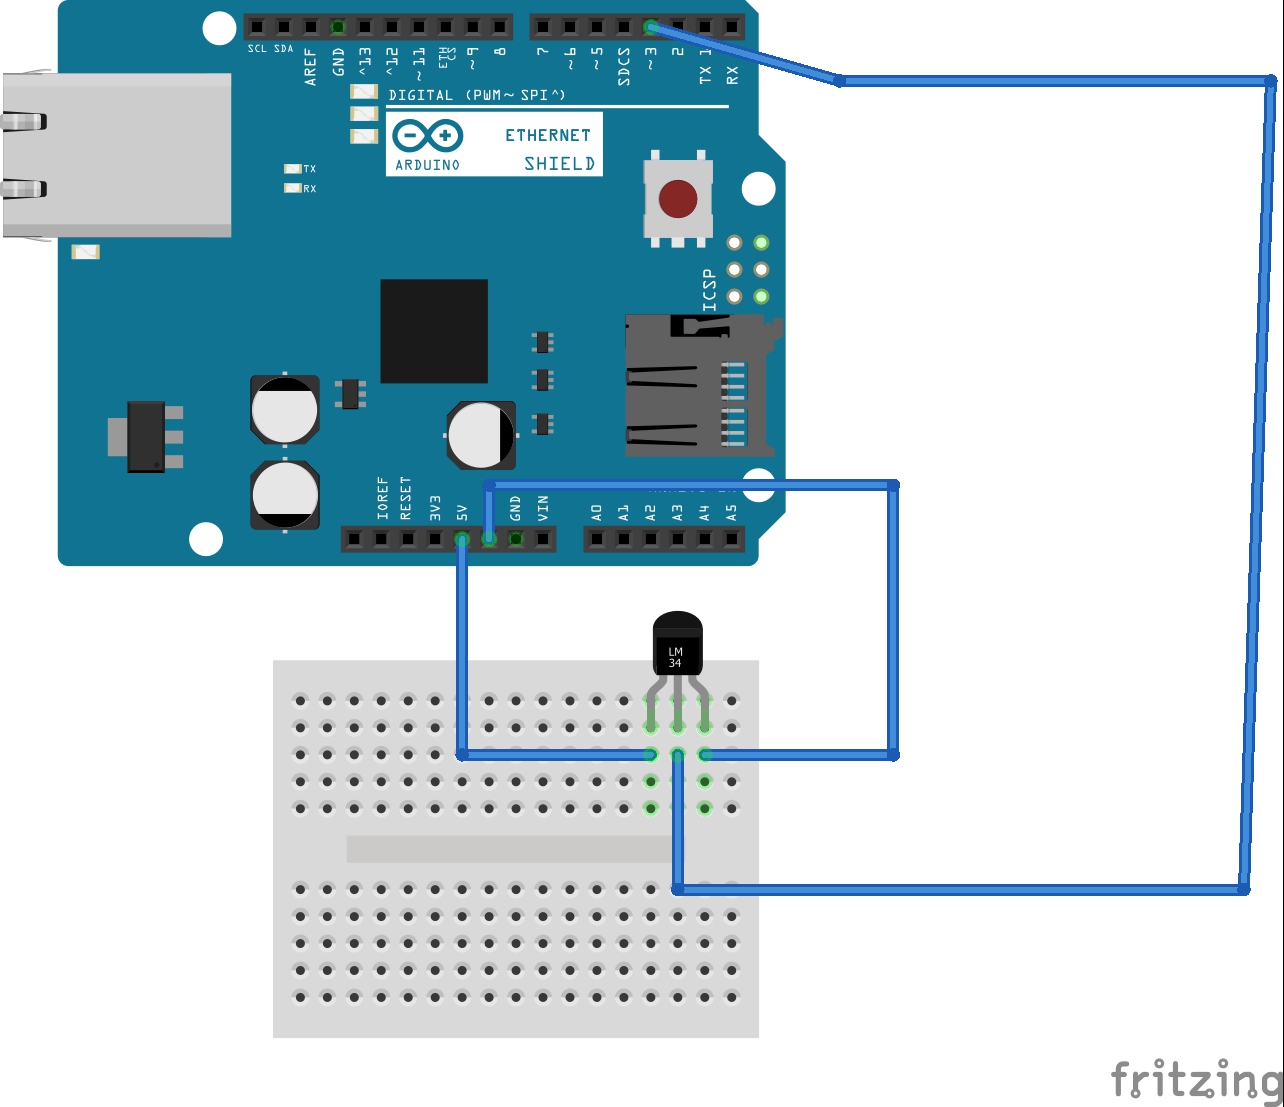 SCL SDA AREF GND ^13 ^12 ~11 ETH CS ~9 8 7 ~6 ~5 SDCS ~3 2 TX 1 RX
DIGITAL (PWM~ SPI^)
ETHERNET
SHIELD
ARDUINO
TX
RX
ICSP
IOREF RESET 3V3 5V GND VIN A0 A1 A2 A3 A4 A5
LM
34
fritzing